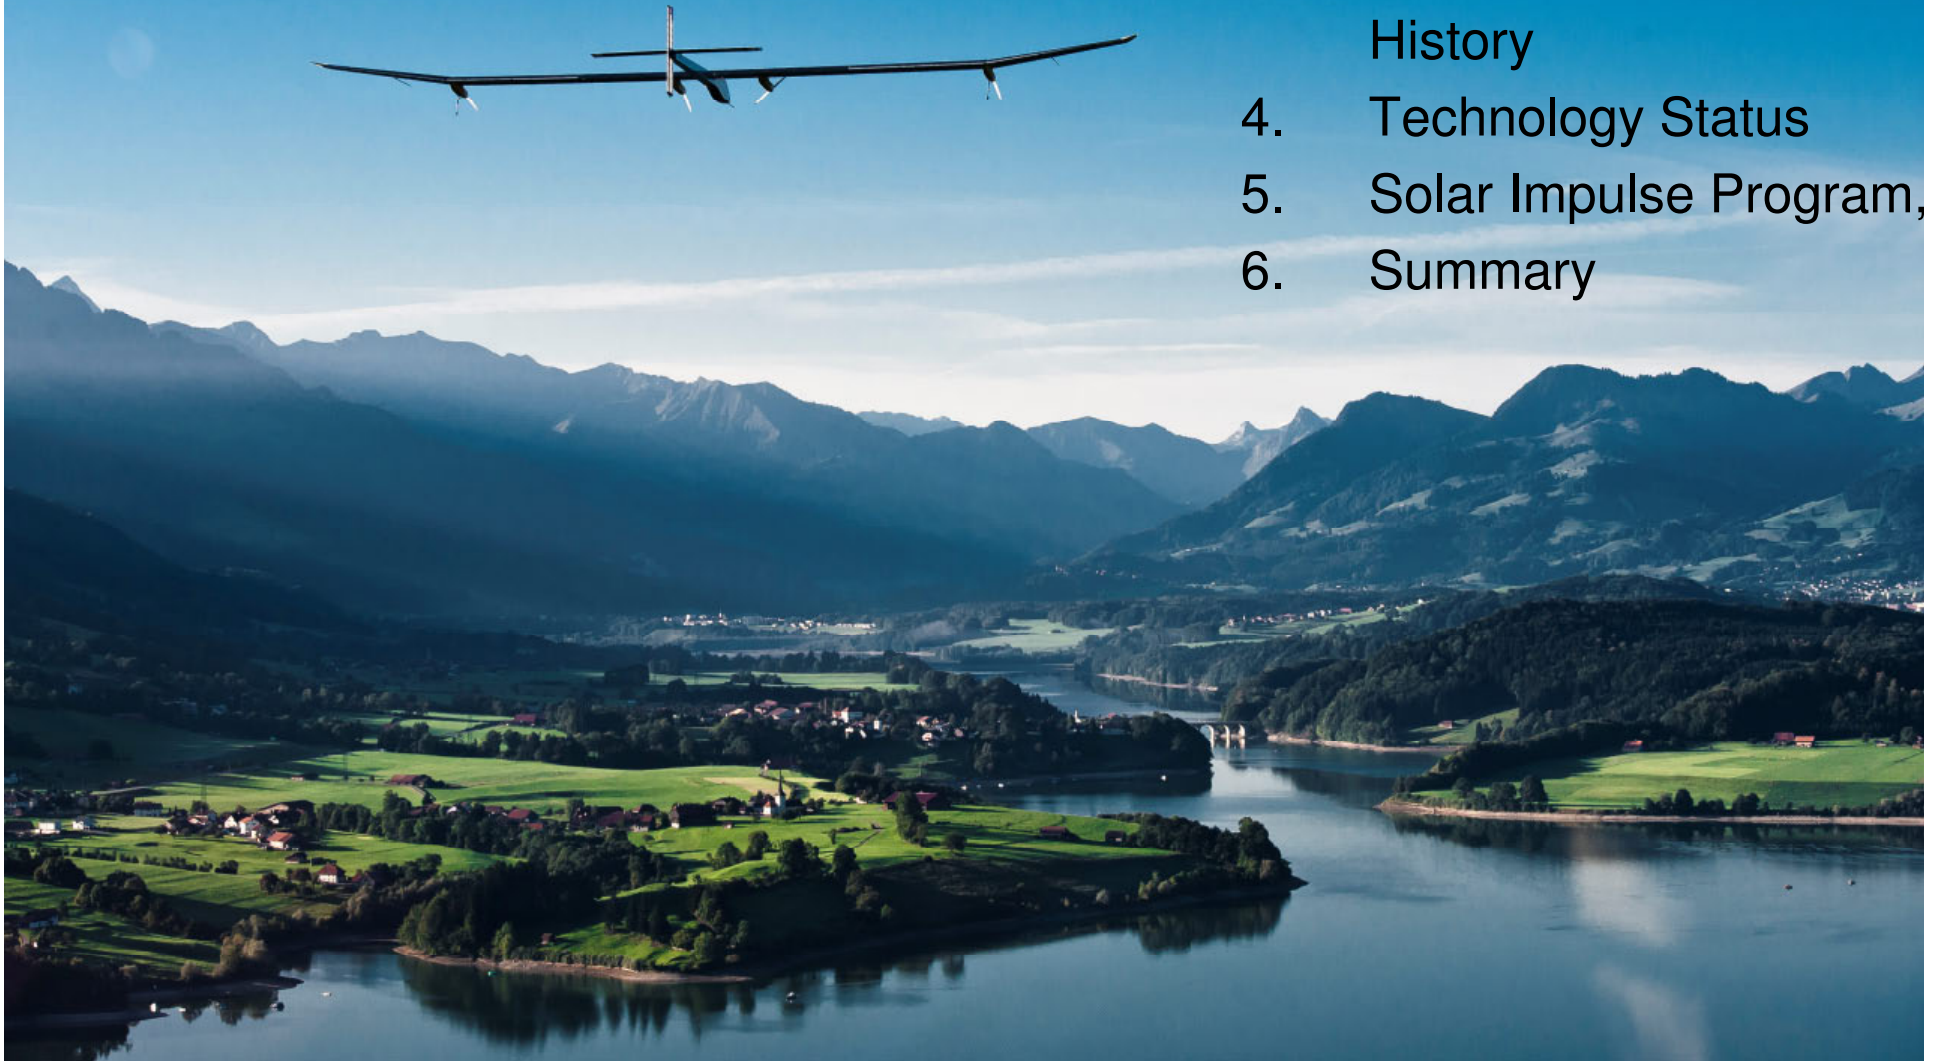 History
4. Technology Status
5. Solar Impulse Program,
6. Summary